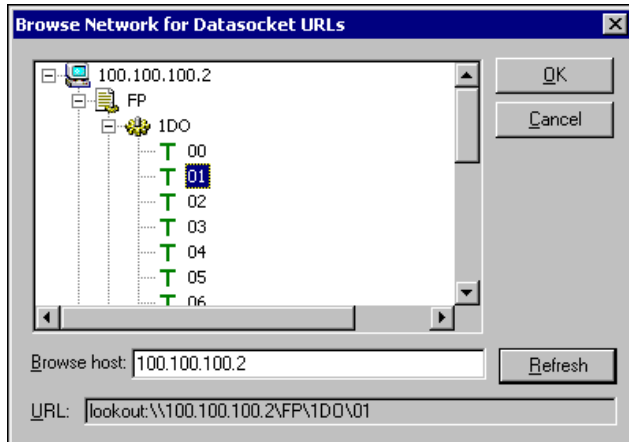 Browse Network for Datasocket URLs
100.100.100.2
FP
1DO
00
01
02
03
04
05
06
OK
Cancel
Browse host: 100.100.100.2
Refresh
URL: lookout:\\100.100.100.2\FP\1DO\01